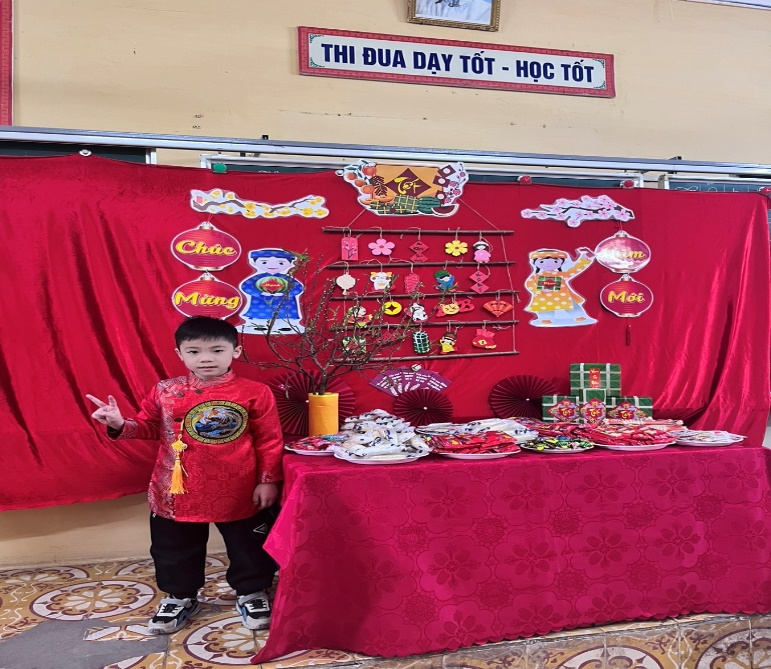 THI ĐUA DẠY TỐT - HỌC TỐT
Tết
Chúc
Mừng
Năm
Mới